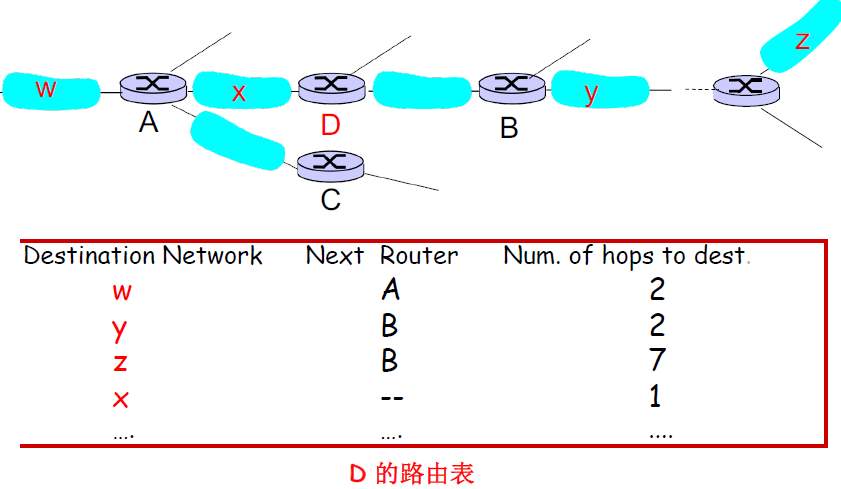 z
w x y
A D B
C
Destination Network Next Router Num. of hops to dest.
w A 2
y B 2
z B 7
x -- 1
…. …. ....
D 的路由表